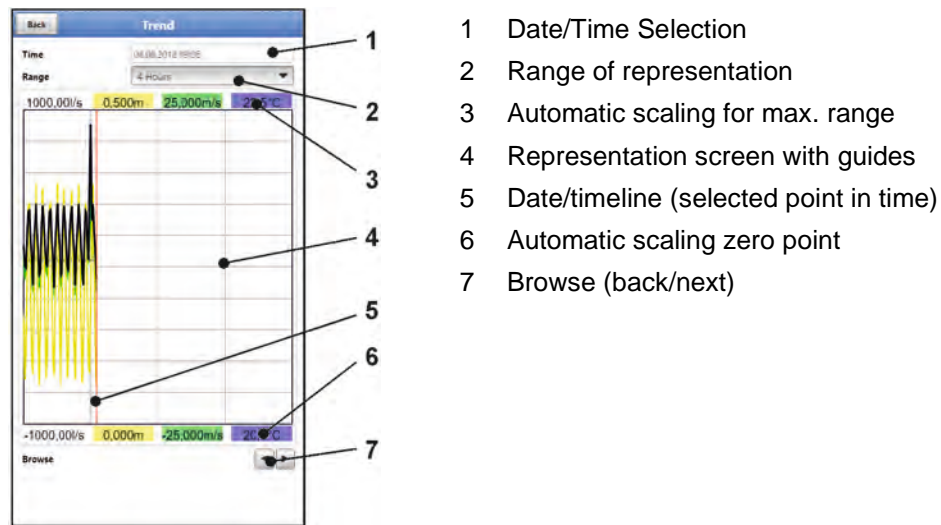 Back Trend
Time
Range 4 Hours
1000,00l/s 0,500m 25,000m/s
-1000,00l/s 0,000m -25,000m/s
Browse
1
2
3
4
5
6
7
1 Date/Time Selection
2 Range of representation
3 Automatic scaling for max. range
4 Representation screen with guides
5 Date/timeline (selected point in time)
6 Automatic scaling zero point
7 Browse (back/next)